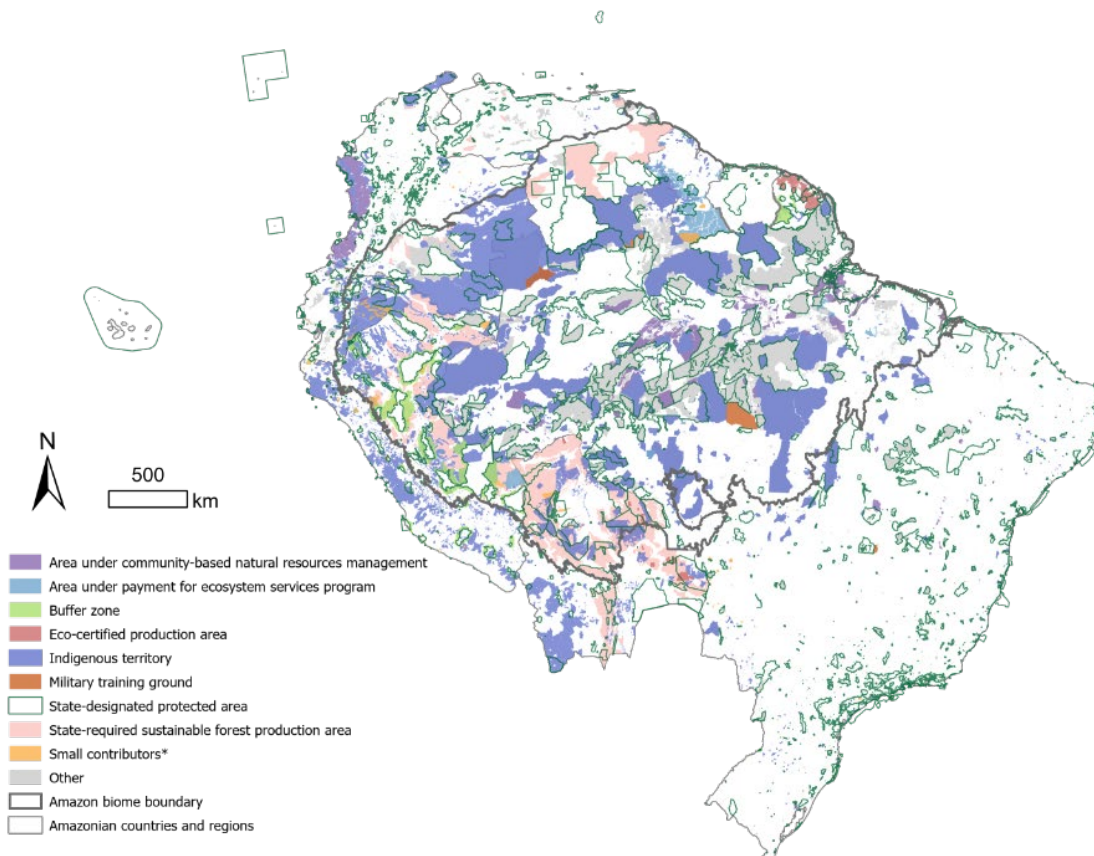 N
500
km
Area under community-based natural resources management
Area under payment for ecosystem services program
Buffer zone
Eco-certified production area
Indigenous territory
Military training ground
State-designated protected area
State-required sustainable forest production area
Small contributors*
Other
Amazon biome boundary
Amazonian countries and regions